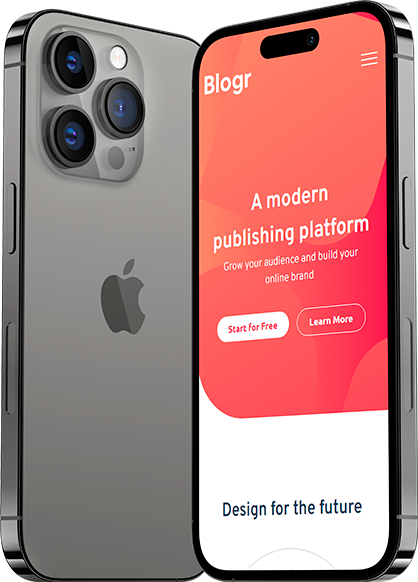 Blogr
A modern
publishing platform
Grow your audience and build your
online brand
Start for Free
Learn More
Design for the future